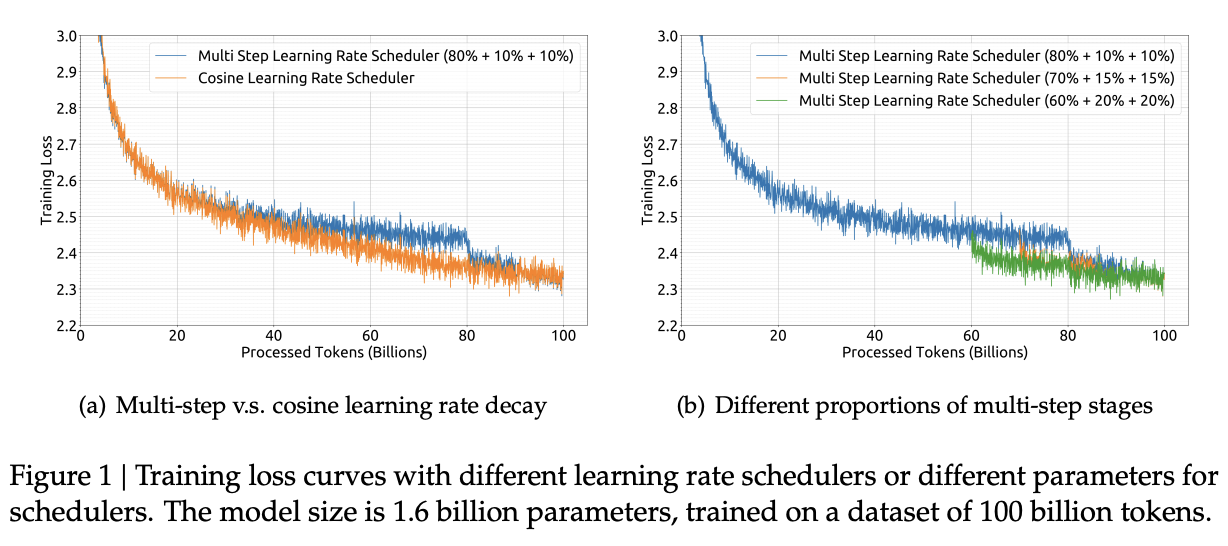 3.0
2.9
2.8
2.7
2.6
2.5
2.4
2.3
2.2
Training Loss
Multi Step Learning Rate Scheduler (80% + 10% + 10%)
Cosine Learning Rate Scheduler
0 20 40 60 80 100
Processed Tokens (Billions)
(a) Multi-step v.s. cosine learning rate decay
3.0
2.9
2.8
2.7
2.6
2.5
2.4
2.3
2.2
Training Loss
Multi Step Learning Rate Scheduler (80% + 10% + 10%)
Multi Step Learning Rate Scheduler (70% + 15% + 15%)
Multi Step Learning Rate Scheduler (60% + 20% + 20%)
0 20 40 60 80 100
Processed Tokens (Billions)
(b) Different proportions of multi-step stages
Figure 1 | Training loss curves with different learning rate schedulers or different parameters for
schedulers. The model size is 1.6 billion parameters, trained on a dataset of 100 billion tokens.